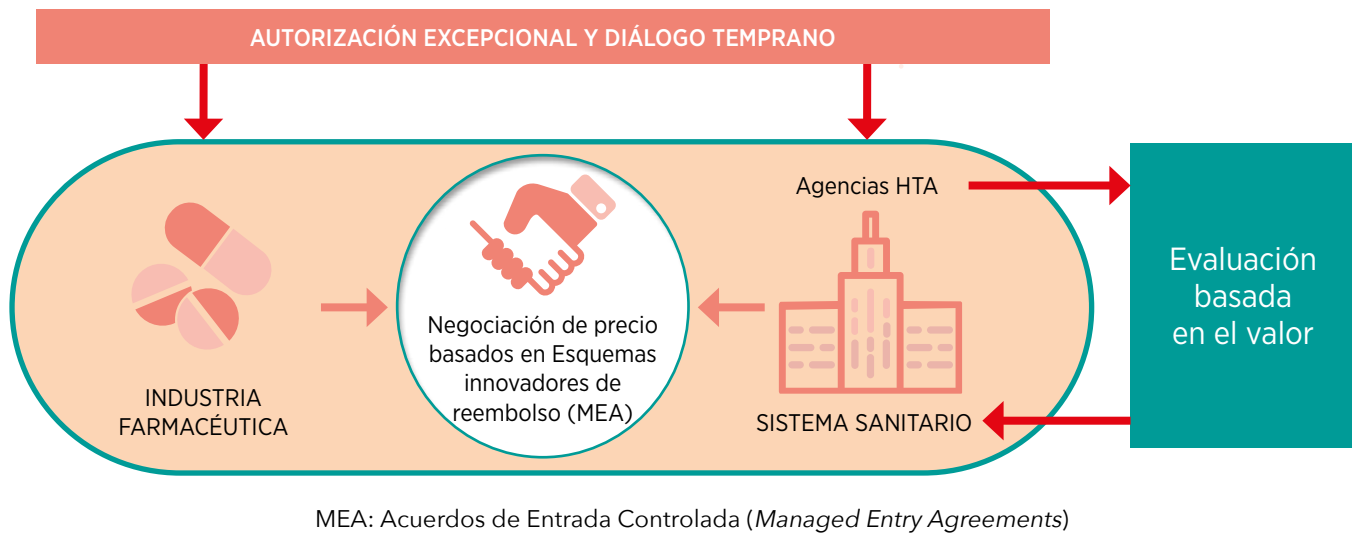 AUTORIZACIÓN EXCEPCIONAL Y DIÁLOGO TEMPRANO
Agencias HTA
Negociación de precio
basados en Esquemas
innovadores de
reembolso (MEA)
INDUSTRIA
FARMACÉUTICA
SISTEMA SANITARIO
Evaluación
basada
en el valor
MEA: Acuerdos de Entrada Controlada (Managed Entry Agreements)